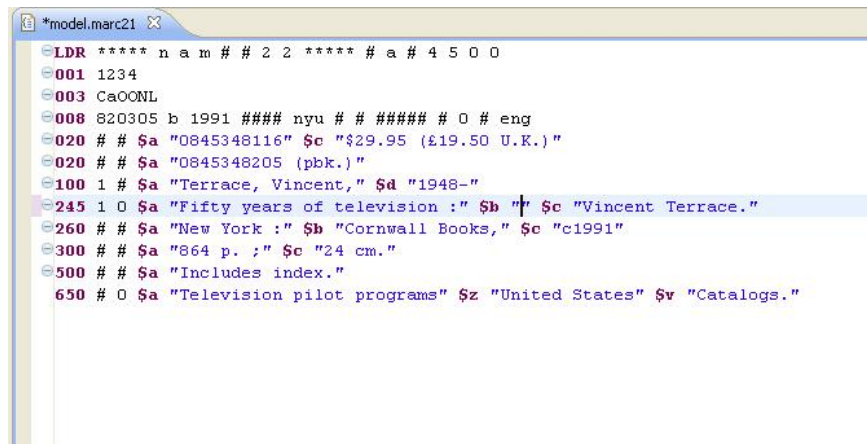 *model.marc21
LDR ***** n a m # # 2 2 ***** # a # 4 5 0 0
001 1234
003 CaOONL
008 820305 b 1991 #### nyu # # ##### # 0 # eng
020 # # $a "0845348116" $c "$29.95 (£19.50 U.K.)"
020 # # $a "0845348205 (pbk.)"
100 1 # $a "Terrace, Vincent," $d "1948-"
245 1 0 $a "Fifty years of television :" $b "" $c "Vincent Terrace."
260 # # $a "New York :" $b "Cornwall Books," $c "c1991"
300 # # $a "864 p. ;" $c "24 cm."
500 # # $a "Includes index."
650 # 0 $a "Television pilot programs" $z "United States" $v "Catalogs."